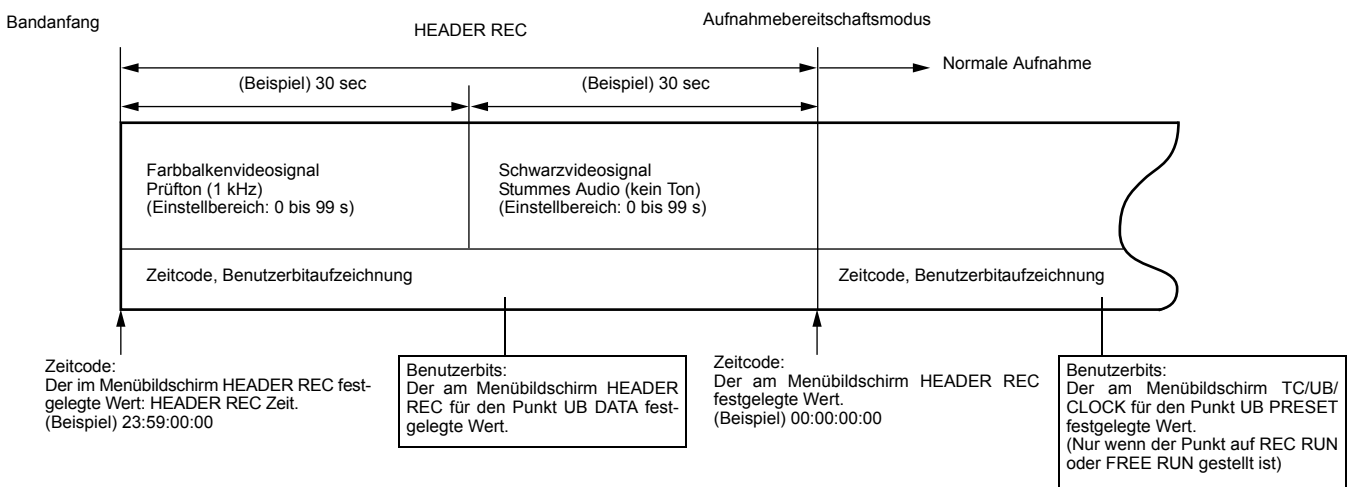 Bandanfang
HEADER REC
Aufnahmebereitschaftsmodus
Normale Aufnahme
(Beispiel) 30 sec
(Beispiel) 30 sec
Farbbalkenvideosignal
Prüfton (1 kHz)
(Einstellbereich: 0 bis 99 s)
Schwarzvideosignal
Stummes Audio (kein Ton)
(Einstellbereich: 0 bis 99 s)
Zeitcode, Benutzerbitaufzeichnung
Zeitcode, Benutzerbitaufzeichnung
Zeitcode:
Der im Menübildschirm HEADER REC fest-
gelegte Wert: HEADER REC Zeit.
(Beispiel) 23:59:00:00
Benutzerbits:
Der am Menübildschirm HEADER
REC für den Punkt UB DATA fest-
gelegte Wert.
Zeitcode:
Der am Menübildschirm HEADER REC
festgelegte Wert.
(Beispiel) 00:00:00:00
Benutzerbits:
Der am Menübildschirm TC/UB/
CLOCK für den Punkt UB PRESET
festgelegte Wert.
(Nur wenn der Punkt auf REC RUN
oder FREE RUN gestellt ist)